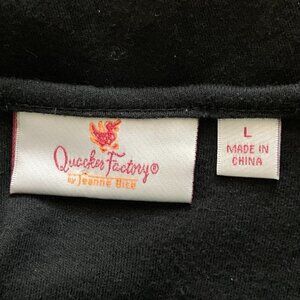 Quacker Factory®
by Jeanne Bice
L
MADE IN
CHINA